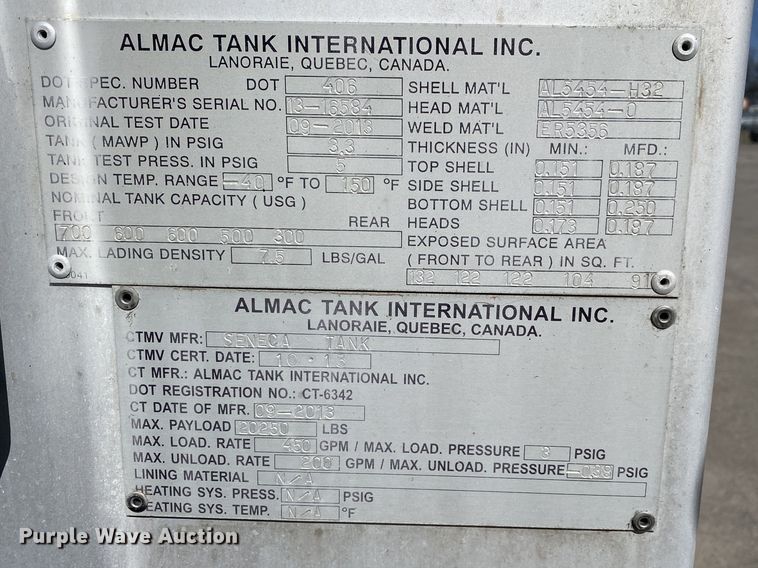 ALMAC TANK INTERNATIONAL INC.
LANORAIE, QUEBEC, CANADA.
DOT SPEC. NUMBER DOT 406 SHELL MAT'L AL5454-H32
MANUFACTURER'S SERIAL NO. 13-16584 HEAD MAT'L AL5454-0
ORIGINAL TEST DATE 09-2013 WELD MAT'L ER5356
TANK ( MAWP ) IN PSIG 3.3 THICKNESS (IN) MIN.: MFD.:
TANK TEST PRESS. IN PSIG 5 TOP SHELL 0.151 0.187
DESIGN TEMP. RANGE -40 °F TO 150 °F SIDE SHELL 0.151 0.187
NOMINAL TANK CAPACITY ( USG ) BOTTOM SHELL 0.151 0.250
FRONT REAR HEADS 0.173 0.187
700 800 600 500 300 EXPOSED SURFACE AREA
MAX. LADING DENSITY 7.5 LBS/GAL ( FRONT TO REAR ) IN SQ. FT.
132 122 122 104 91
ALMAC TANK INTERNATIONAL INC.
LANORAIE, QUEBEC, CANADA.
CTMV MFR: SENECA TANK
CTMV CERT. DATE: 10-13
CT MFR.: ALMAC TANK INTERNATIONAL INC.
DOT REGISTRATION NO.: CT-6342
CT DATE OF MFR. 09-2013
MAX. PAYLOAD 20250 LBS
MAX. LOAD. RATE 450 GPM / MAX. LOAD. PRESSURE 3 PSIG
MAX. UNLOAD. RATE 200 GPM / MAX. UNLOAD. PRESSURE PSIG
LINING MATERIAL N/A
HEATING SYS. PRESS. N/A PSIG
HEATING SYS. TEMP. N/A °F
Purple Wave Auction